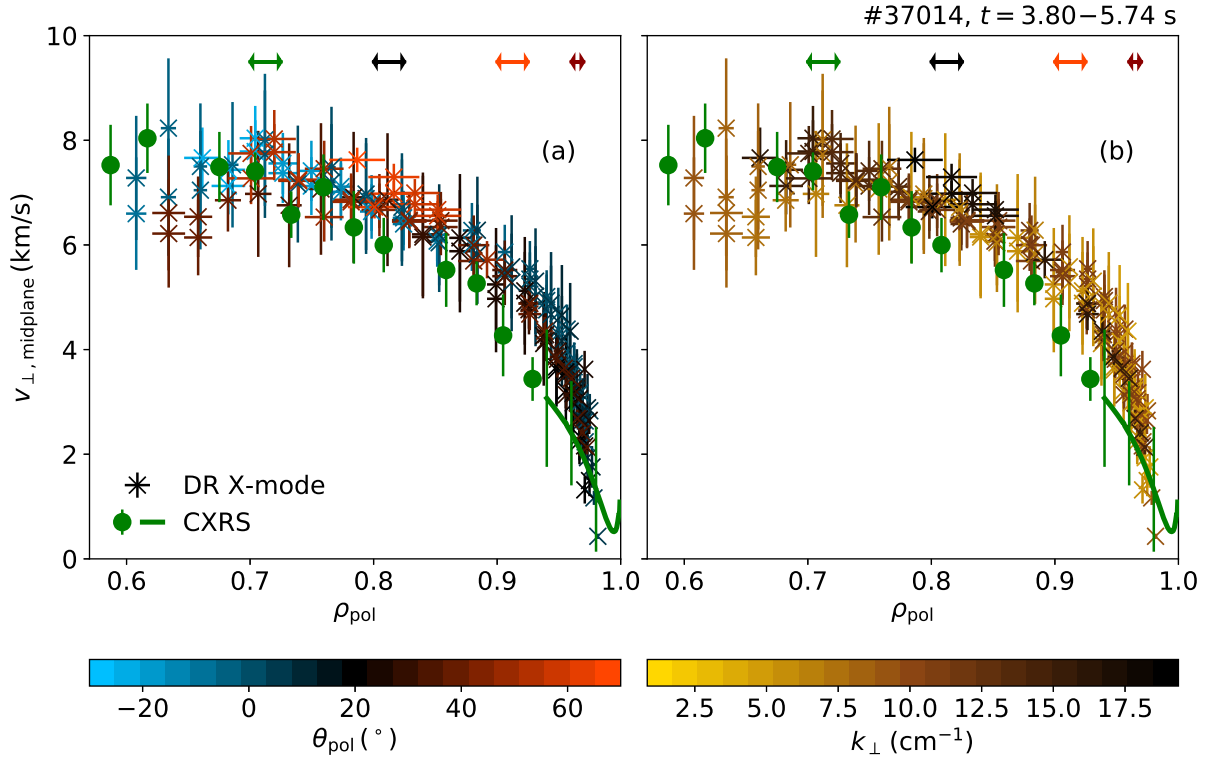 #37014, t = 3.80−5.74 s
10
8
6
4
2
0
v⊥, midplane (km/s)
(a)
(b)
DR X-mode
CXRS
0.6 0.7 0.8 0.9 1.0
0.6 0.7 0.8 0.9 1.0
ρpol
ρpol
−20 0 20 40 60
2.5 5.0 7.5 10.0 12.5 15.0 17.5
θpol (°)
k⊥ (cm⁻¹)